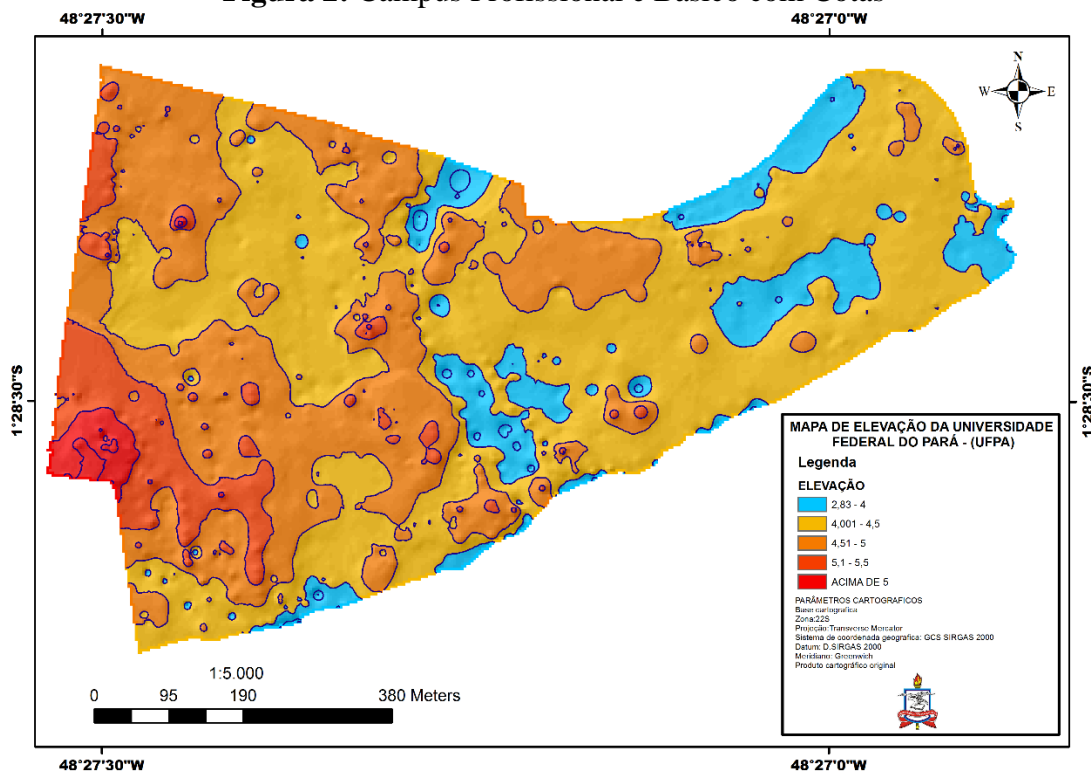 Figura 2: Campus Profissional e Básico com Cotas
48°27'30"W
48°27'0"W
N
W E
S
1°28'30"S
1°28'30"S
MAPA DE ELEVAÇÃO DA UNIVERSIDADE
FEDERAL DO PARÁ - (UFPA)
Legenda
ELEVAÇÃO
2,83 - 4
4,001 - 4,5
4,51 - 5
5,1 - 5,5
ACIMA DE 5
PARÂMETROS CARTOGRAFICOS
Base cartografica
Zona:22S
Projeção:Transverse Mercator
Sistema de coordenada geografica: GCS SIRGAS 2000
Datum: D.SIRGAS 2000
Meridiano: Greenwich
Produto cartográfico original
1:5.000
0 95 190 380 Meters
48°27'30"W
48°27'0"W